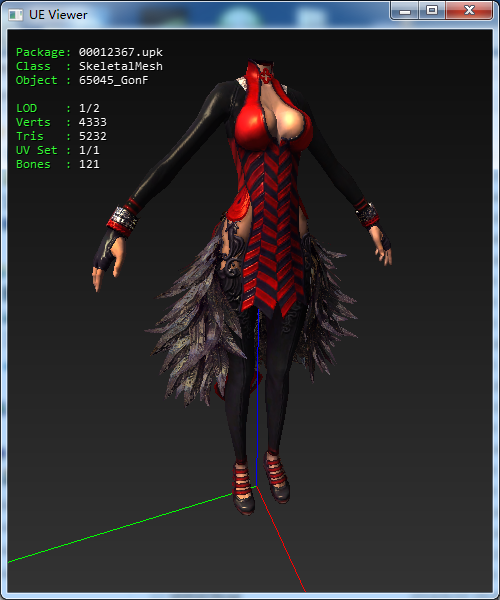 UE Viewer
Package: 00012367.upk
Class : SkeletalMesh
Object : 65045_GonF
LOD : 1/2
Verts : 4333
Tris : 5232
UV Set : 1/1
Bones : 121